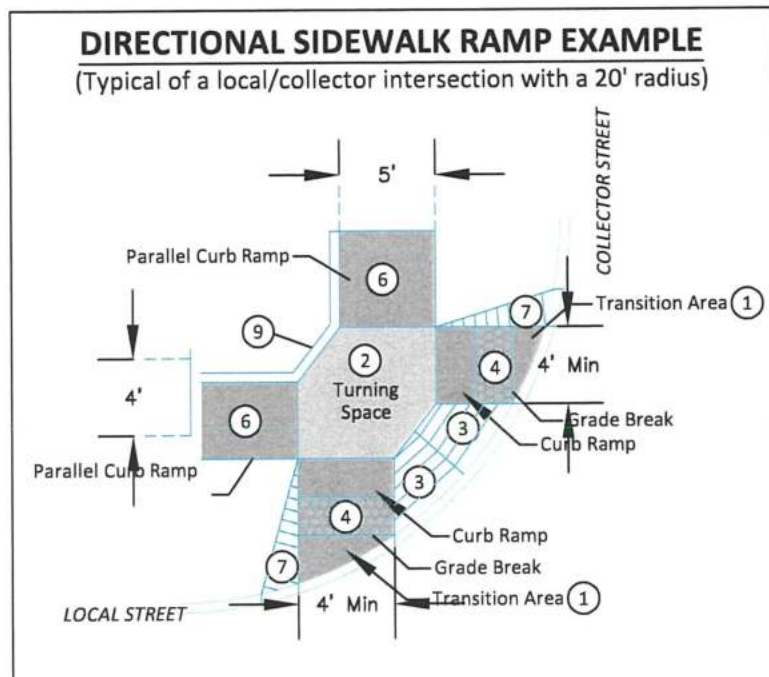 DIRECTIONAL SIDEWALK RAMP EXAMPLE
(Typical of a local/collector intersection with a 20' radius)
5'
COLLECTOR STREET
Parallel Curb Ramp
6
7
Transition Area 1
9
2
Turning
Space
4
4' Min
4'
6
3
Grade Break
Curb Ramp
Parallel Curb Ramp
3
4
Curb Ramp
Grade Break
7
4' Min
Transition Area 1
LOCAL STREET